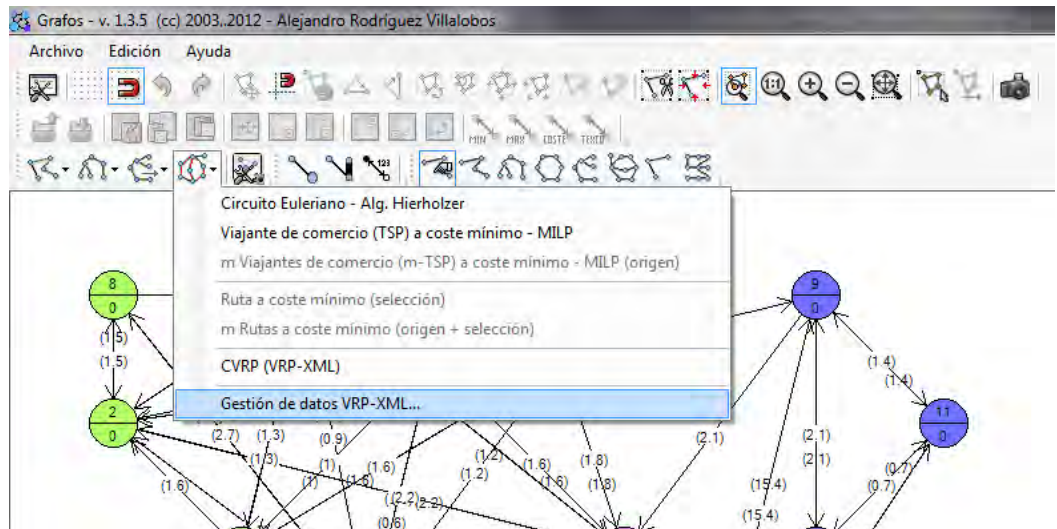 Grafos - v. 1.3.5 (cc) 2003..2012 - Alejandro Rodríguez Villalobos
Archivo Edición Ayuda
1:1
MIN MAX COSTE TEXTO
123
Circuito Euleriano - Alg. Hierholzer
Viajante de comercio (TSP) a coste mínimo - MILP
m Viajantes de comercio (m-TSP) a coste mínimo - MILP (origen)
Ruta a coste mínimo (selección)
m Rutas a coste mínimo (origen + selección)
CVRP (VRP-XML)
Gestión de datos VRP-XML...
8
0
9
0
(1.5)
(1.5)
(1.4)
(1.4)
2
0
11
0
(2.7) (1.3) (0.9) (2.1) (2.1)
(1.3) (1) (1.6) (1.2) (1.6) (1.8) (2.1)
(1.6) (1) (1.6) (1.2) (1.6) (1.8) (15.4) (0.7)
(0.7)
(2.2) (2.2)
(0.6) (15.4)